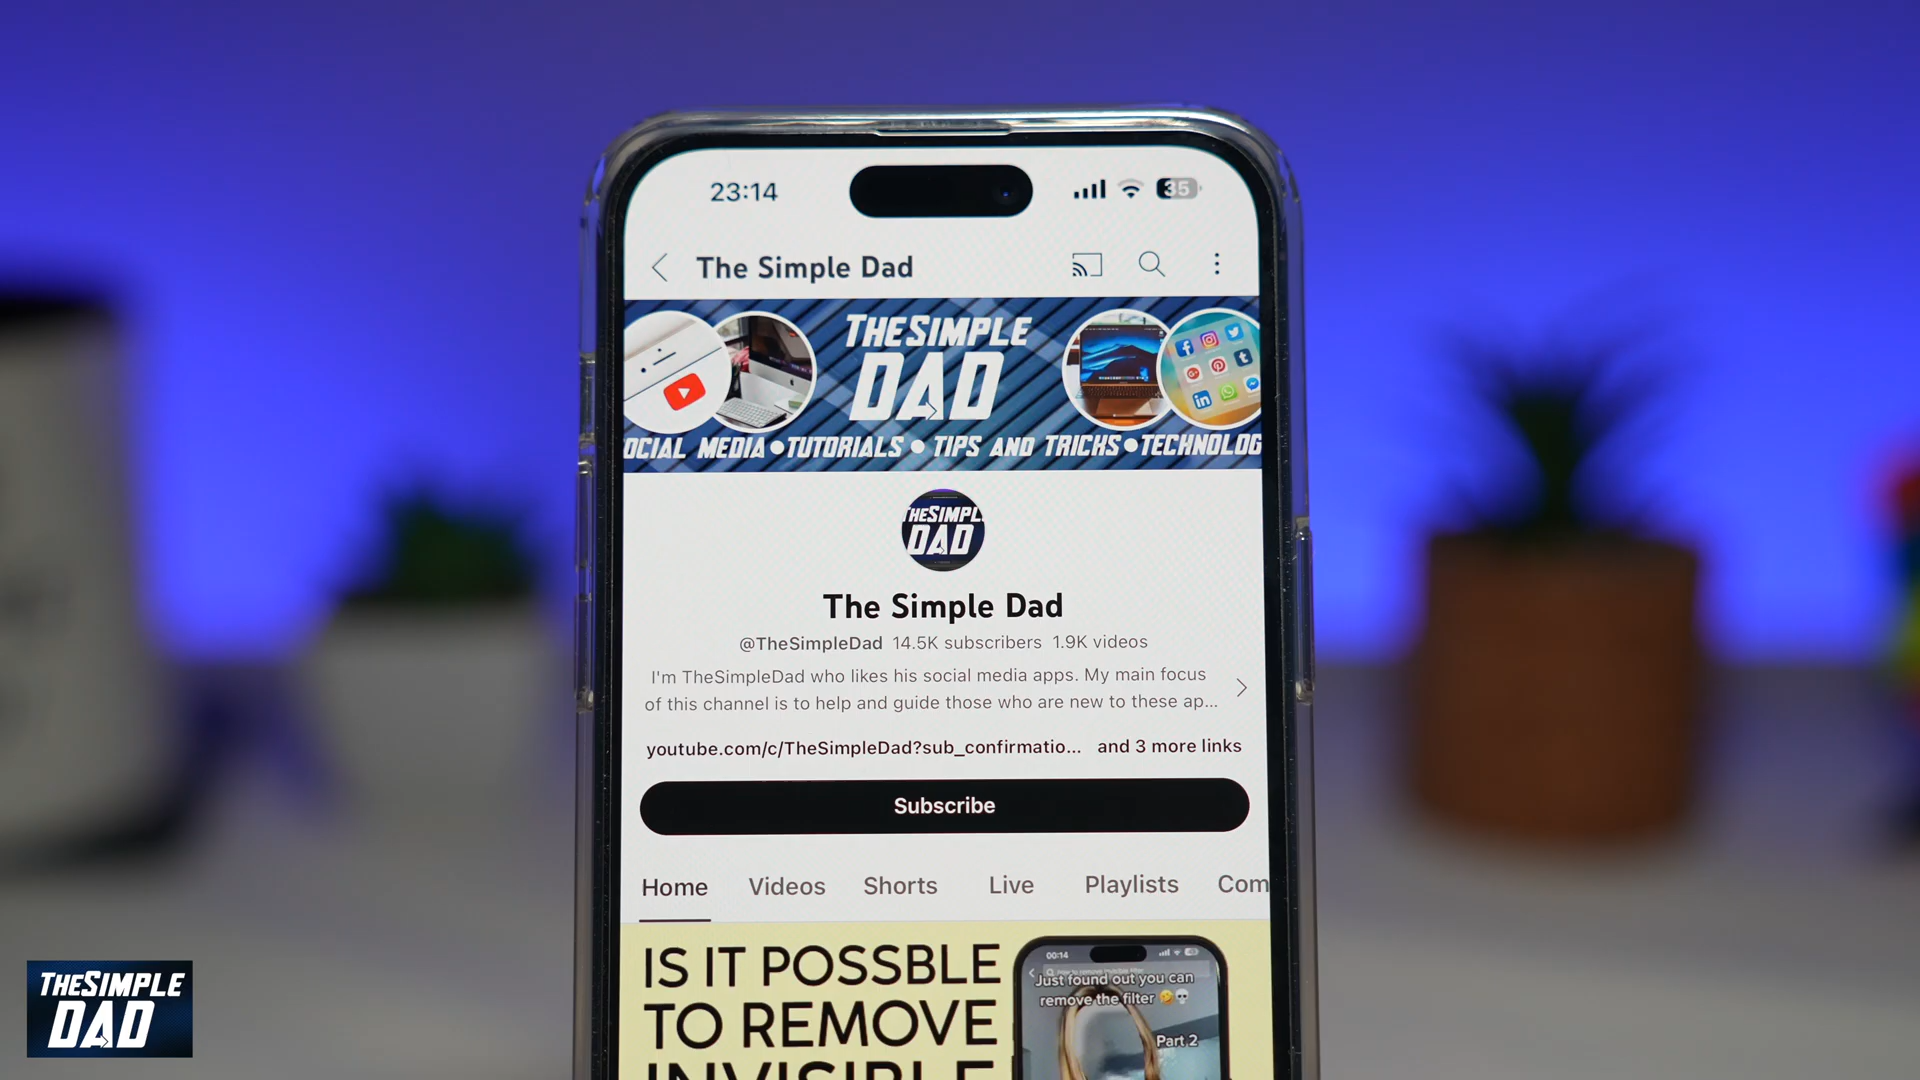 23:14
35
The Simple Dad
THESIMPLE
DAD
OCIAL MEDIA•TUTORIALS • TIPS AND TRICKS•TECHNOLOG
THESIMPL
DAD
The Simple Dad
@TheSimpleDad 14.5K subscribers 1.9K videos
I'm TheSimpleDad who likes his social media apps. My main focus
of this channel is to help and guide those who are new to these ap...
youtube.com/c/TheSimpleDad?sub_confirmatio... and 3 more links
Subscribe
Home Videos Shorts Live Playlists Com
IS IT POSSBLE
TO REMOVE
INVISIBLE
00:14
Just found out you can
remove the filter 🤣💀
Part 2
THESIMPLE
DAD